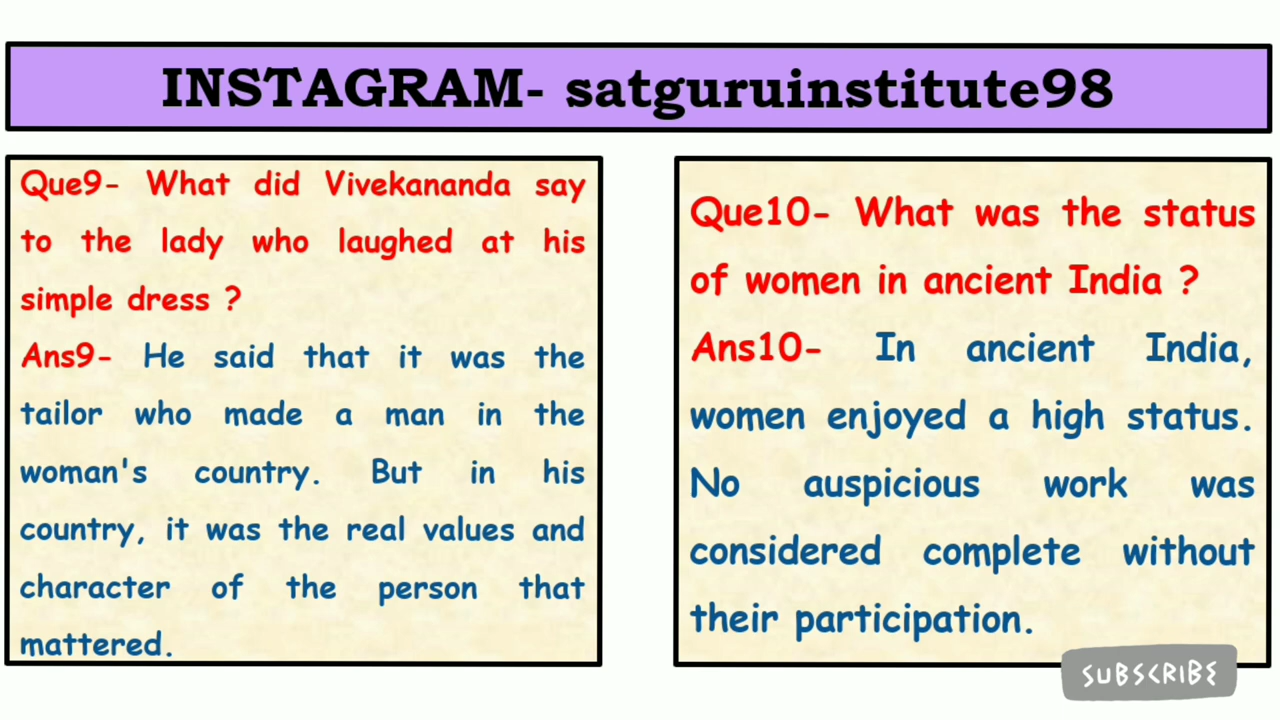 INSTAGRAM- satguruinstitute98
Que9- What did Vivekananda say
to the lady who laughed at his
simple dress ?
Ans9- He said that it was the
tailor who made a man in the
woman's country. But in his
country, it was the real values and
character of the person that
mattered.
Que10- What was the status
of women in ancient India ?
Ans10- In ancient India,
women enjoyed a high status.
No auspicious work was
considered complete without
their participation.
SUBSCRIBE